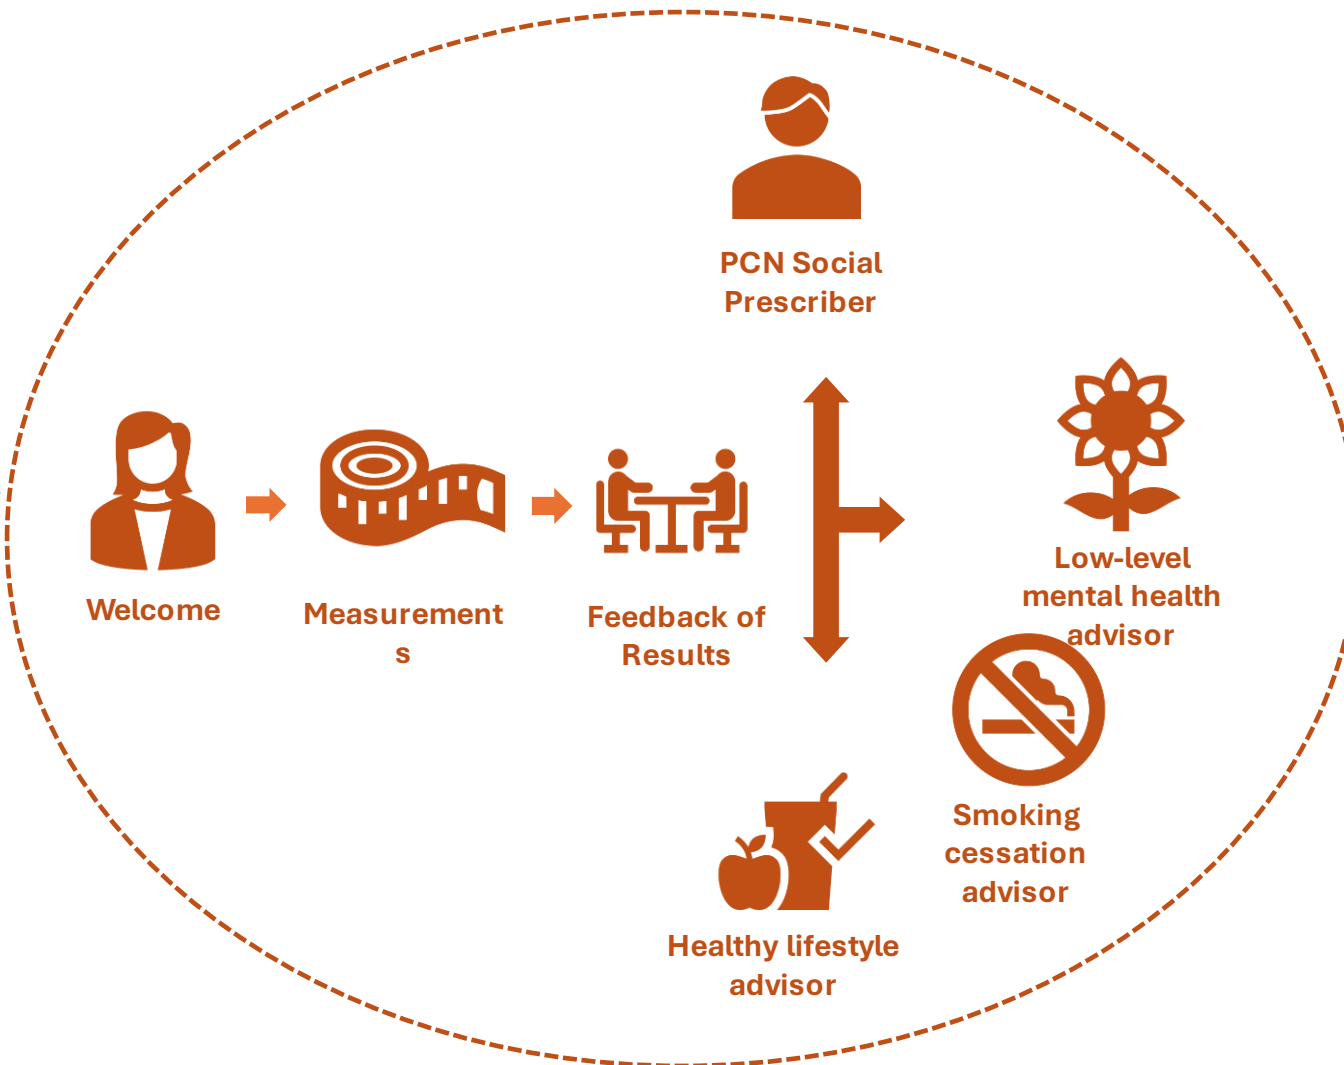 PCN Social
Prescriber
Welcome
Measurement
s
Feedback of
Results
Low-level
mental health
advisor
Smoking
cessation
advisor
Healthy lifestyle
advisor